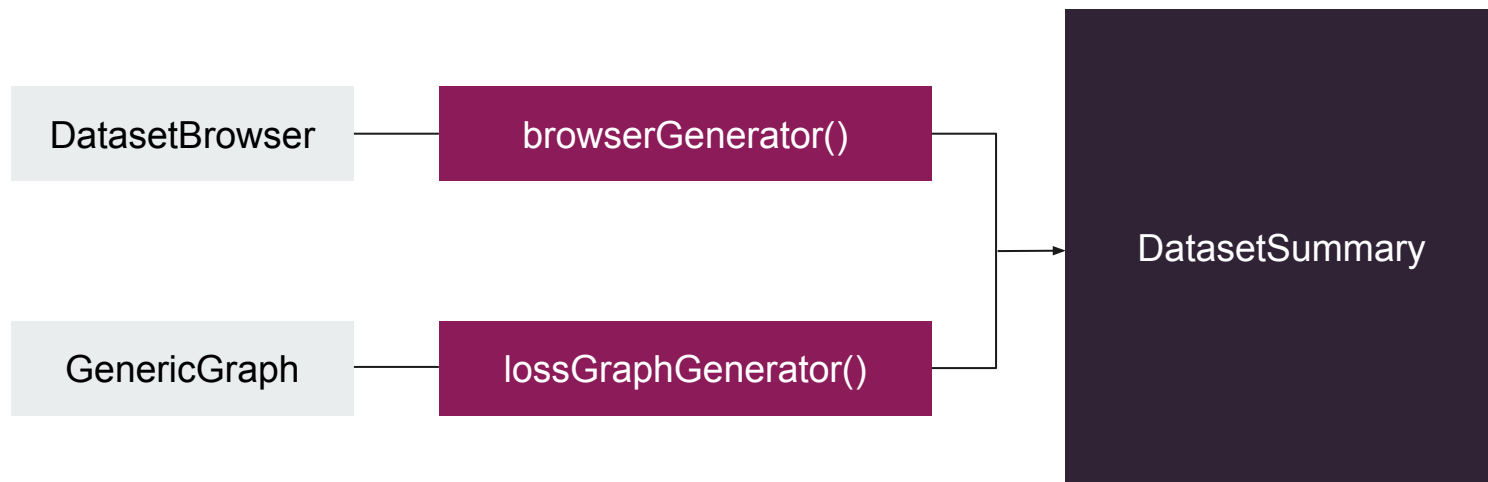 DatasetBrowser
browserGenerator()
DatasetSummary
GenericGraph
lossGraphGenerator()